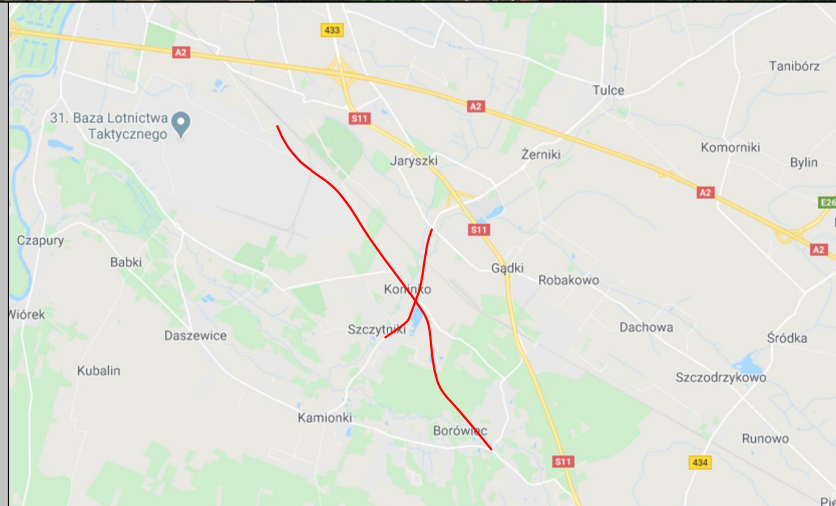 433
A2
Tanibórz
Tulce
A2
31. Baza Lotnictwa
Taktycznego
S11
Żerniki
Komorniki
Jaryszki
Bylin
A2
E26
S11
Czapury
A2
Babki
Gądki
Robakowo
Koninko
Wiórek
Szczytniki
Dachowa
Daszewice
Śródka
Kubalin
Szczodrzykowo
Kamionki
Borówiec
Runowo
S11
434